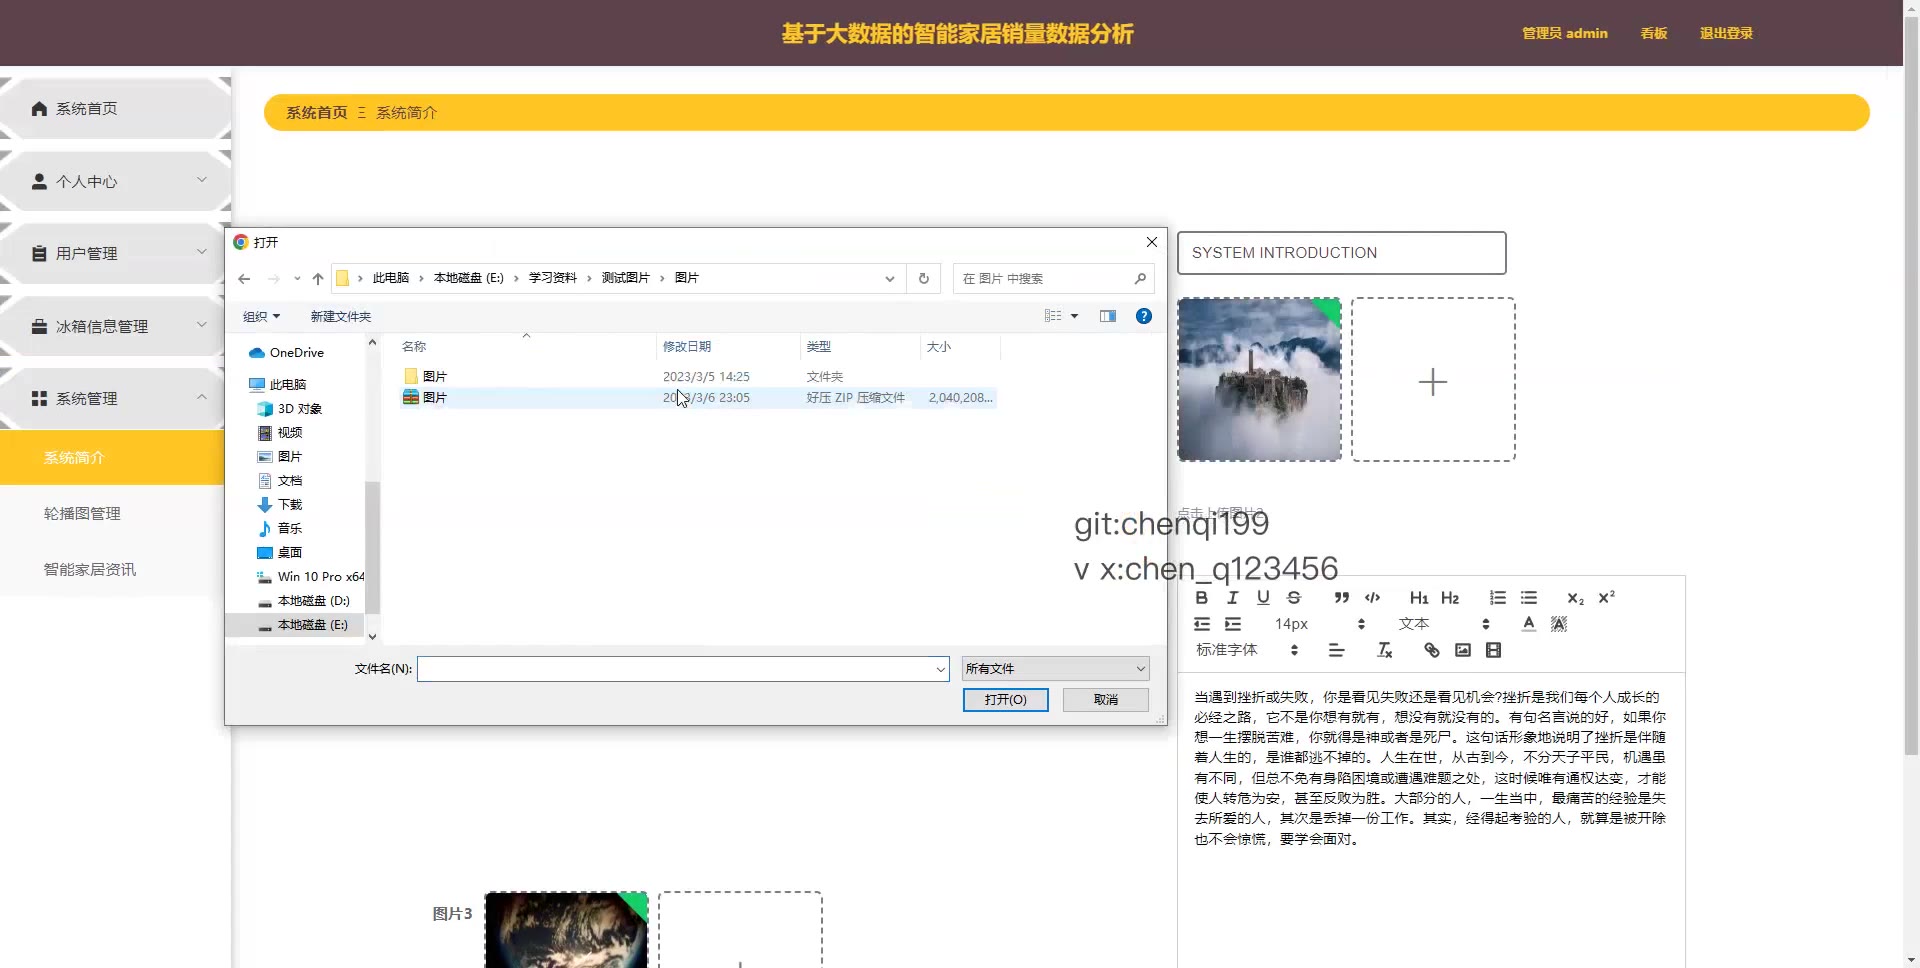 基于大数据的智能家居销量数据分析
管理员 admin
看板
退出登录
系统首页
个人中心
用户管理
冰箱信息管理
系统管理
系统简介
轮播图管理
智能家居资讯
系统首页 Ξ 系统简介
打开
此电脑 › 本地磁盘 (E:) › 学习资料 › 测试图片 › 图片
在 图片 中搜索
组织
新建文件夹
OneDrive
此电脑
3D 对象
视频
图片
文档
下载
音乐
桌面
Win 10 Pro x64
本地磁盘 (D:)
本地磁盘 (E:)
名称 修改日期 类型 大小
图片 2023/3/5 14:25 文件夹
图片 2023/3/6 23:05 好压 ZIP 压缩文件 2,040,208...
文件名(N):
所有文件
打开(O)
取消
SYSTEM INTRODUCTION
点击上传图片2
git:chenqi199
v x:chen_q123456
B I U S ” </> H1 H2 x₂ x²
14px 文本 A A
标准字体
当遇到挫折或失败，你是看见失败还是看见机会?挫折是我们每个人成长的
必经之路，它不是你想有就有，想没有就没有的。有句名言说的好，如果你
想一生摆脱苦难，你就得是神或者是死尸。这句话形象地说明了挫折是伴随
着人生的，是谁都逃不掉的。人生在世，从古到今，不分天子平民，机遇虽
有不同，但总不免有身陷困境或遭遇难题之处，这时候唯有通权达变，才能
使人转危为安，甚至反败为胜。大部分的人，一生当中，最痛苦的经验是失
去所爱的人，其次是丢掉一份工作。其实，经得起考验的人，就算是被开除
也不会惊慌，要学会面对。
图片3